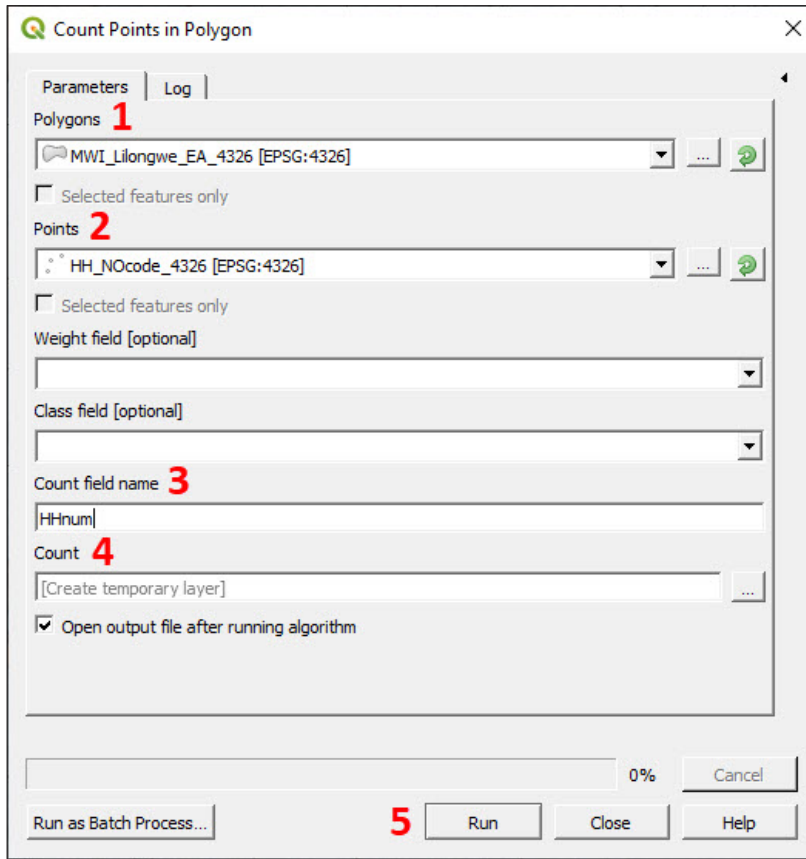 Count Points in Polygon
Parameters Log
Polygons 1
MWI_Lilongwe_EA_4326 [EPSG:4326] ...
Selected features only
Points 2
HH_NOcode_4326 [EPSG:4326] ...
Selected features only
Weight field [optional]
Class field [optional]
Count field name 3
HHnum
Count 4
[Create temporary layer] ...
Open output file after running algorithm
0% Cancel
Run as Batch Process... 5 Run Close Help